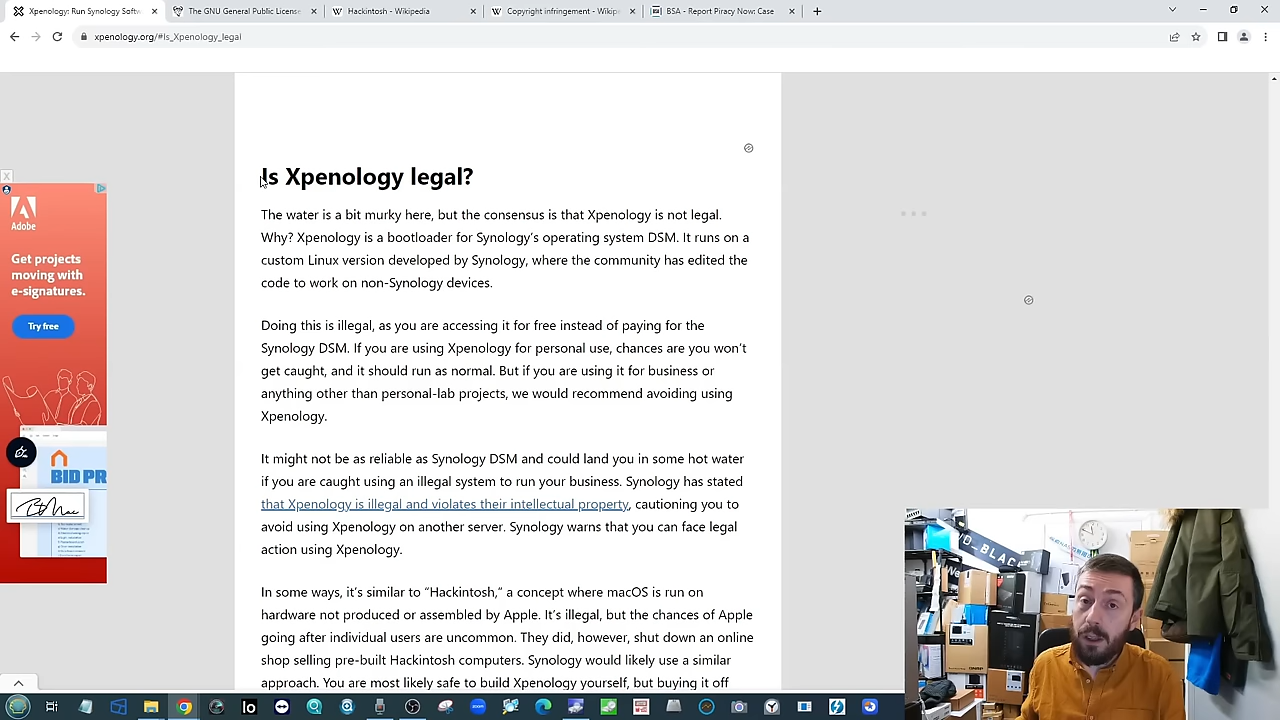 Xpenology: Run Synology Softw
The GNU General Public License
Hackintosh - Wikipedia
Copyright infringement - Wikip
BSA - Report Piracy Now: Case
xpenology.org/#Is_Xpenology_legal
Is Xpenology legal?
The water is a bit murky here, but the consensus is that Xpenology is not legal.
Why? Xpenology is a bootloader for Synology's operating system DSM. It runs on a
custom Linux version developed by Synology, where the community has edited the
code to work on non-Synology devices.
Doing this is illegal, as you are accessing it for free instead of paying for the
Synology DSM. If you are using Xpenology for personal use, chances are you won't
get caught, and it should run as normal. But if you are using it for business or
anything other than personal-lab projects, we would recommend avoiding using
Xpenology.
It might not be as reliable as Synology DSM and could land you in some hot water
if you are caught using an illegal system to run your business. Synology has stated
that Xpenology is illegal and violates their intellectual property, cautioning you to
avoid using Xpenology on another server. Synology warns that you can face legal
action using Xpenology.
In some ways, it's similar to “Hackintosh,” a concept where macOS is run on
hardware not produced or assembled by Apple. It's illegal, but the chances of Apple
going after individual users are uncommon. They did, however, shut down an online
shop selling pre-built Hackintosh computers. Synology would likely use a similar
oach. You are most likely safe to build Xpenology yourself, but buying it off
Adobe
Get projects
moving with
e-signatures.
Try free
BID PR
D_BLAC